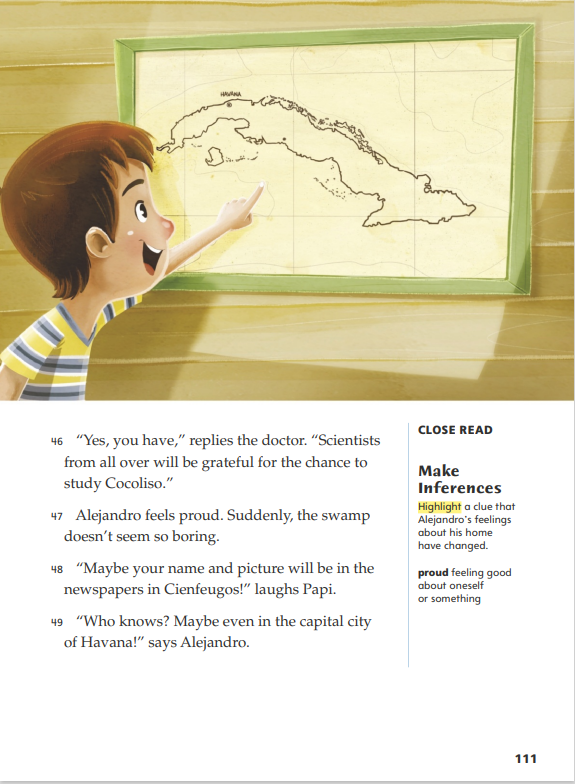 HAVANA
46 “Yes, you have,” replies the doctor. “Scientists
from all over will be grateful for the chance to
study Cocoliso.”
47 Alejandro feels proud. Suddenly, the swamp
doesn’t seem so boring.
48 “Maybe your name and picture will be in the
newspapers in Cienfuegos!” laughs Papi.
49 “Who knows? Maybe even in the capital city
of Havana!” says Alejandro.
CLOSE READ
Make
Inferences
Highlight a clue that
Alejandro’s feelings
about his home
have changed.
proud feeling good
about oneself
or something
111